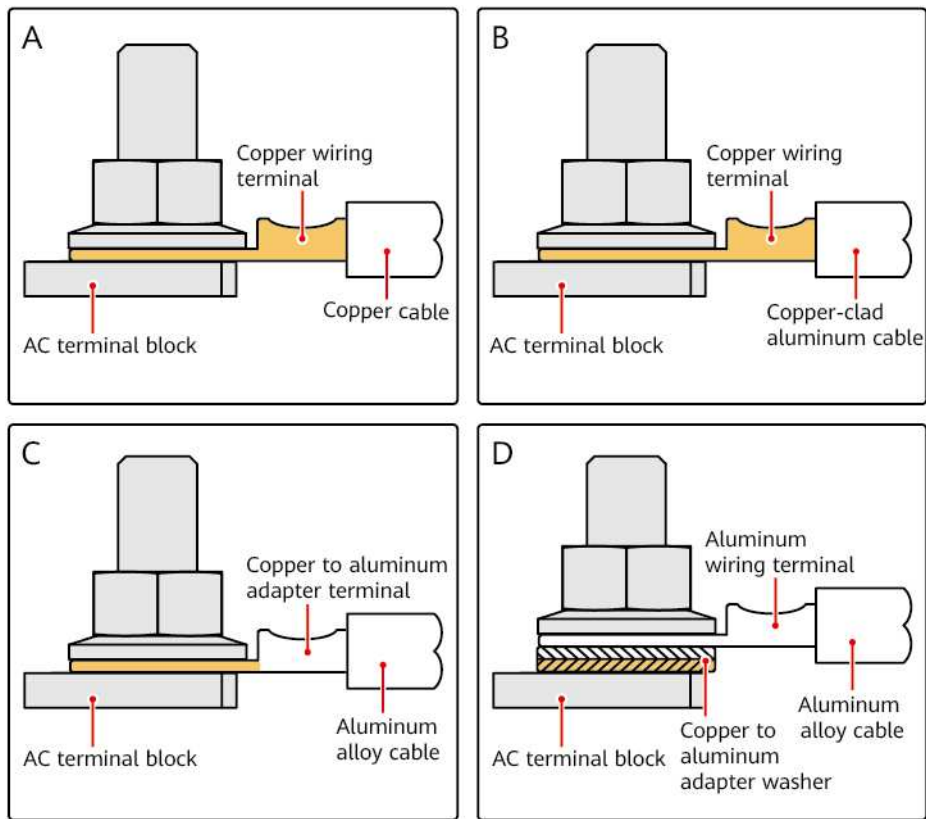 A
Copper wiring
terminal
Copper cable
AC terminal block
B
Copper wiring
terminal
Copper-clad
aluminum cable
AC terminal block
C
Copper to aluminum
adapter terminal
Aluminum
alloy cable
AC terminal block
D
Aluminum
wiring terminal
Aluminum
alloy cable
Copper to
aluminum
adapter washer
AC terminal block